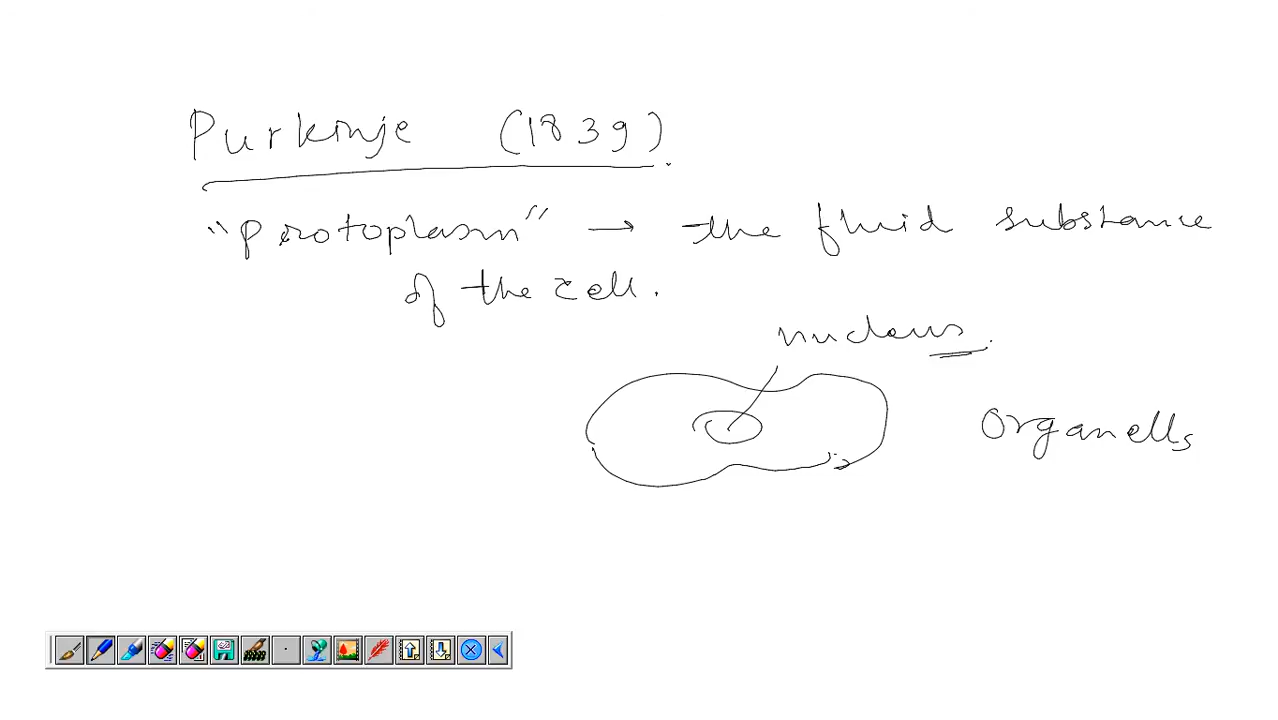 Purkinje (1839)
"protoplasm" → the fluid substance
of the cell.
nucleus.
Organells